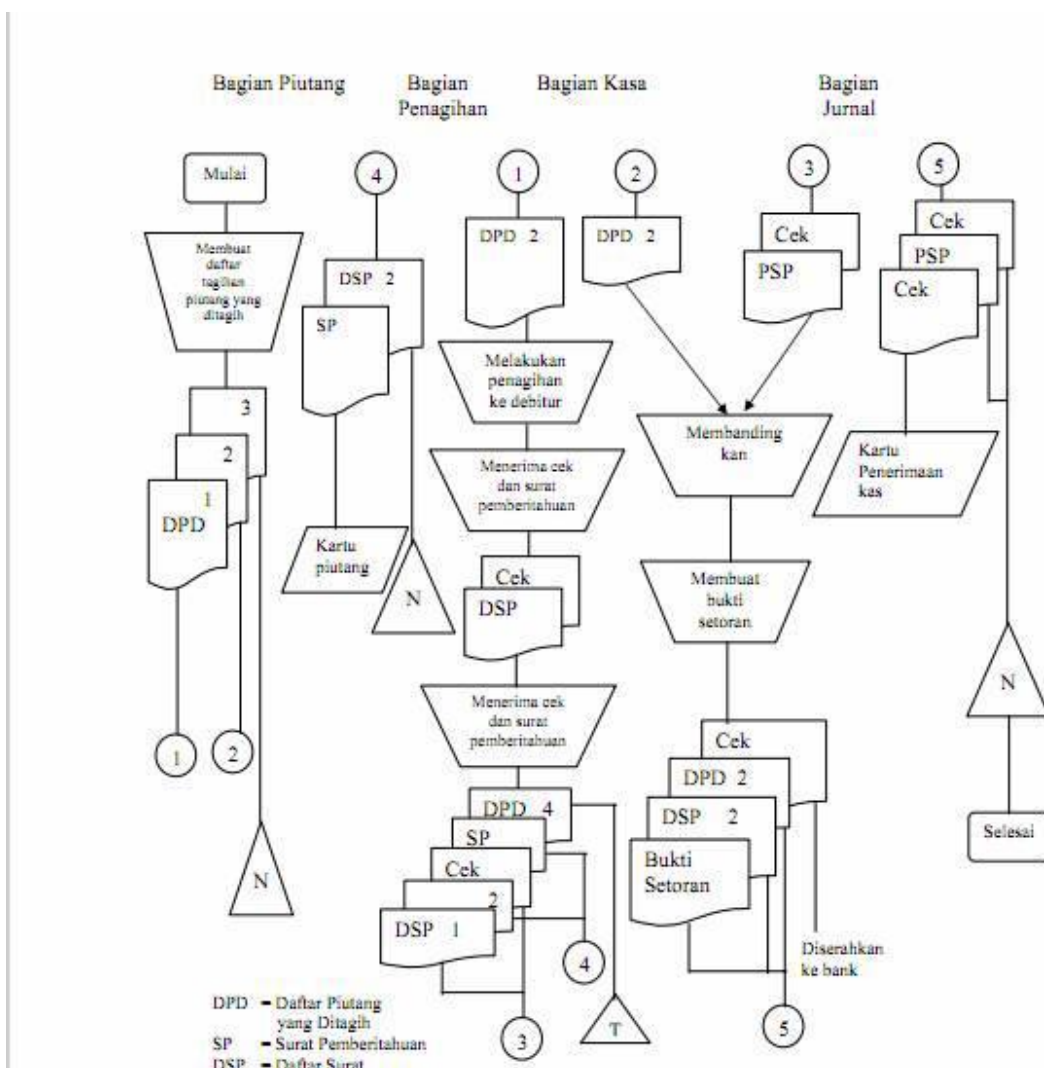 Bagian Piutang
Bagian
Penagihan
Bagian Kasa
Bagian
Jurnal
Mulai
Membuat
daftar
tagihan
piutang yang
ditagih
3
2
1
DPD
1
2
N
4
DSP 2
SP
Kartu
piutang
N
1
DPD 2
Melakukan
penagihan
ke debitur
Menerima cek
dan surat
pemberitahuan
Cek
DSP
Menerima cek
dan surat
pemberitahuan
DPD 4
SP
Cek
2
DSP 1
4
3
T
2
DPD 2
3
Cek
PSP
Membanding
kan
Membuat
bukti
setoran
Cek
DPD 2
DSP 2
Bukti
Setoran
Diserahkan
ke bank
5
5
Cek
PSP
Cek
Kartu
Penerimaan
kas
N
Selesai
DPD = Daftar Piutang
yang Ditagih
SP = Surat Pemberitahuan
DSP = Daftar Surat